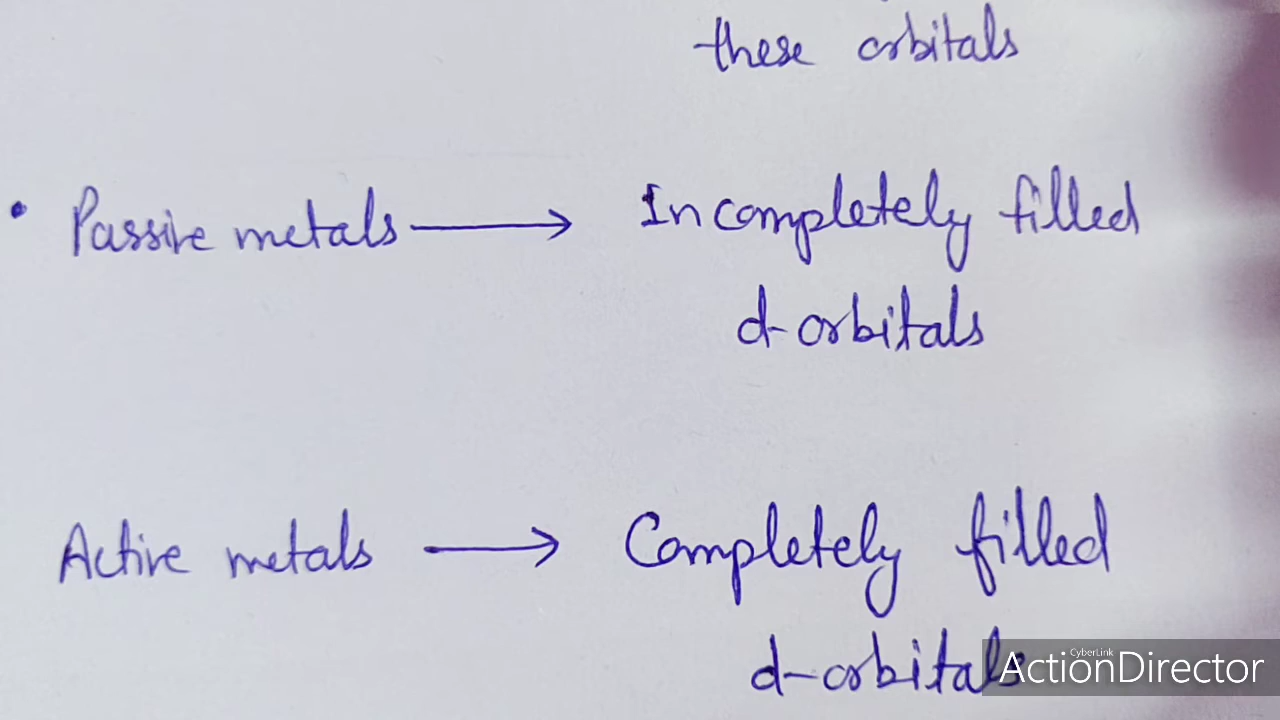 these orbitals
• Passive metals → Incompletely filled
d-orbitals
Active metals → Completely filled
d-orbitals
CyberLink
ActionDirector